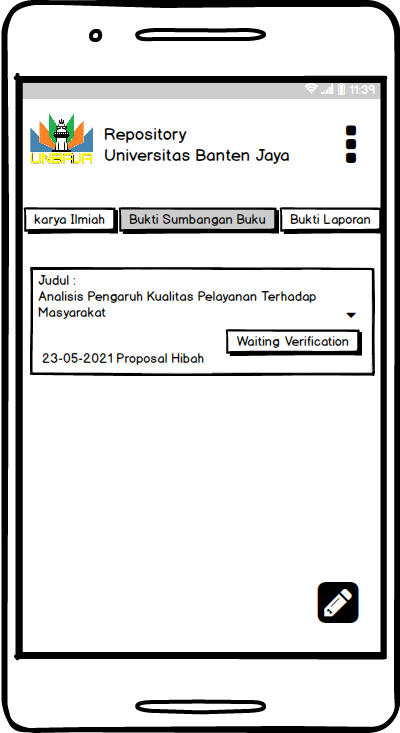 11:39
UNBAJA
Repository
Universitas Banten Jaya
karya Ilmiah
Bukti Sumbangan Buku
Bukti Laporan
Judul :
Analisis Pengaruh Kualitas Pelayanan Terhadap
Masyarakat
Waiting Verification
23-05-2021 Proposal Hibah